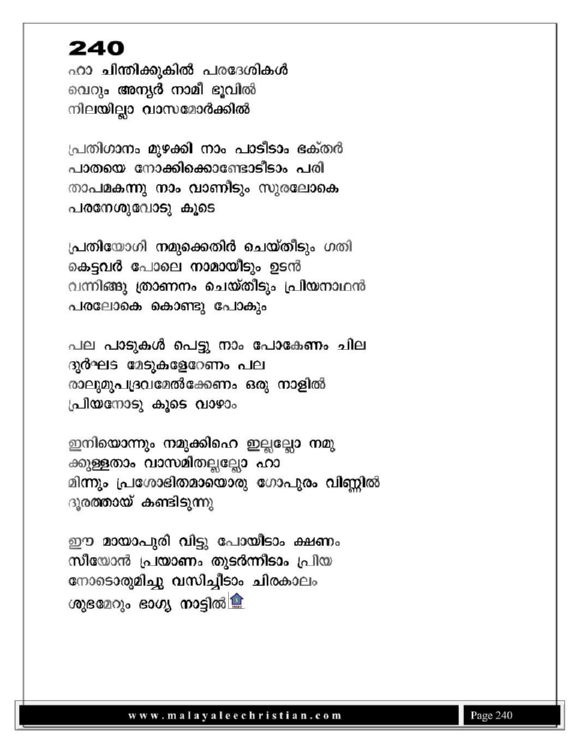 240
ഹാ ചിന്തിക്കുകിൽ പരദേശികൾ
വെറും അന്യർ നാമീ ഭൂവിൽ
നിലയില്ലാ വാസമോർക്കിൽ
പ്രതിഗാനം മുഴക്കി നാം പാടീടാം ഭക്തർ
പാതയെ നോക്കിക്കൊണ്ടോടീടാം പരി
താപമകന്നു നാം വാണീടും സുരലോകെ
പരനേശുവോടു കൂടെ
പ്രതിയോഗി നമുക്കെതിർ ചെയ്തീടും ഗതി
കെട്ടവർ പോലെ നാമായീടും ഉടൻ
വന്നിങ്ങു ത്രാണനം ചെയ്തീടും പ്രിയനാഥൻ
പരലോകെ കൊണ്ടു പോകും
പല പാടുകൾ പെട്ടു നാം പോകേണം ചില
ദുർഘട മേടുകളേറേണം പല
രാലുമുപദ്രവമേൽക്കേണം ഒരു നാളിൽ
പ്രിയനോടു കൂടെ വാഴാം
ഇനിയൊന്നും നമുക്കിഹെ ഇല്ലല്ലോ നമു
ക്കുള്ളതാം വാസമിതല്ലല്ലോ ഹാ
മിന്നും പ്രശോഭിതമായൊരു ഗോപുരം വിണ്ണിൽ
ദൂരത്തായ് കണ്ടിടുന്നു
ഈ മായാപുരി വിട്ടു പോയീടാം ക്ഷണം
സീയോൻ പ്രയാണം തുടർന്നീടാം പ്രിയ
നോടൊരുമിച്ചു വസിച്ചീടാം ചിരകാലം
ശുഭമേറും ഭാഗ്യ നാട്ടിൽ
www.malayaleechristian.com
Page 240